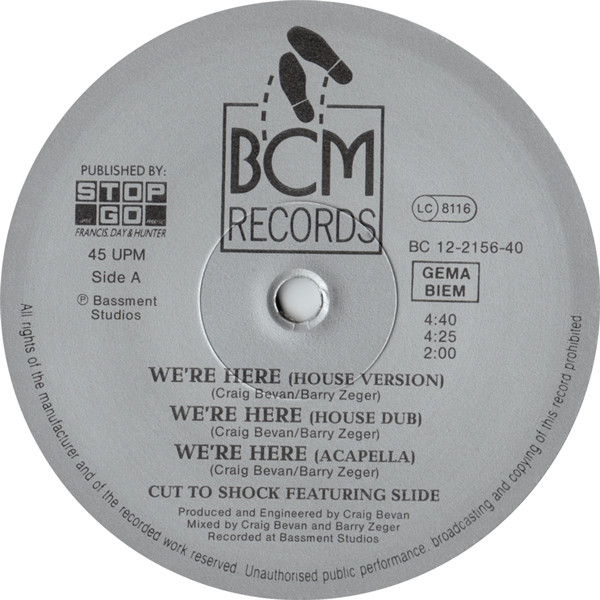 BCM
RECORDS
PUBLISHED BY:
STOP
GO
FRANCIS, DAY & HUNTER
45 UPM
Side A
℗ Bassment
Studios
LC 8116
BC 12-2156-40
GEMA
BIEM
4:40
4:25
2:00
WE'RE HERE (HOUSE VERSION)
(Craig Bevan/Barry Zeger)
WE'RE HERE (HOUSE DUB)
(Craig Bevan/Barry Zeger)
WE'RE HERE (ACAPELLA)
(Craig Bevan/Barry Zeger)
CUT TO SHOCK FEATURING SLIDE
Produced and Engineered by Craig Bevan
Mixed by Craig Bevan and Barry Zeger
Recorded at Bassment Studios
All rights of the manufacturer and of the owner of the recorded work reserved. Unauthorised public performance, broadcasting and copying of this record prohibited.